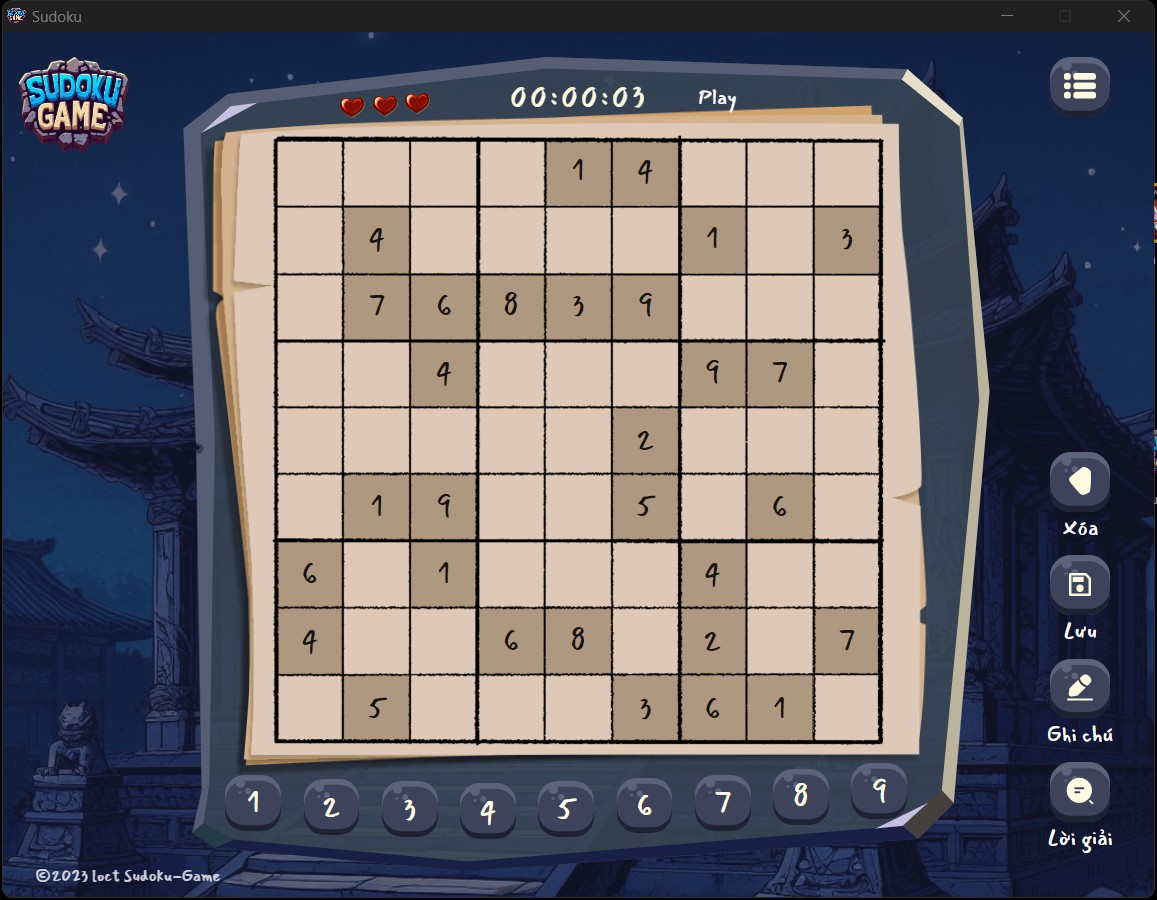 Sudoku
SUDOKU
GAME
00:00:03 Play
1 4
4 1 3
7 6 8 3 9
4 9 7
2
1 9 5 6
6 1 4
4 6 8 2 7
5 3 6 1
Xóa
Lưu
Ghi chú
Lời giải
1 2 3 4 5 6 7 8 9
©2023 loct Sudoku-Game